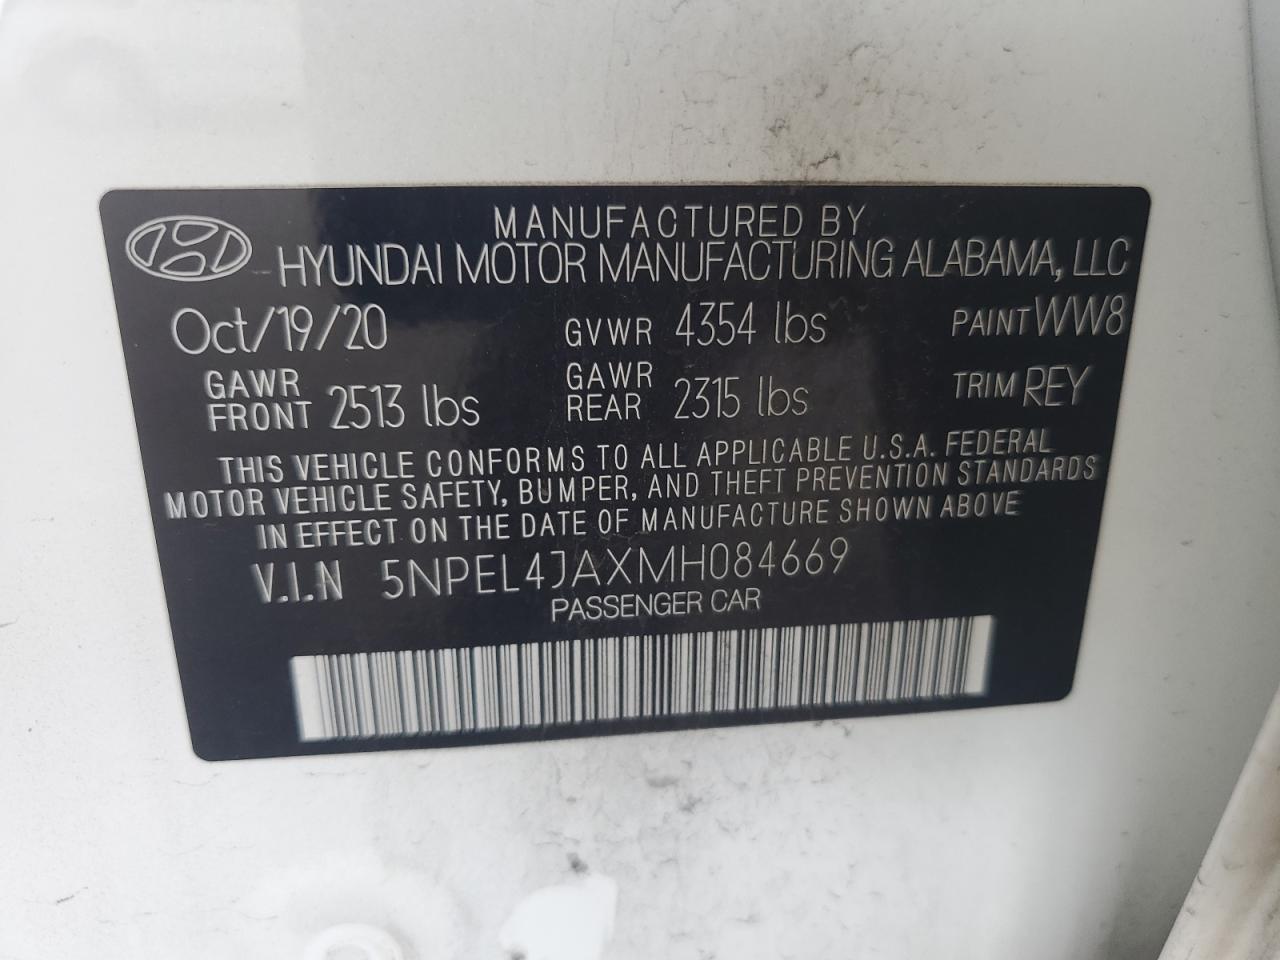 MANUFACTURED BY
HYUNDAI MOTOR MANUFACTURING ALABAMA, LLC
Oct/19/20 GVWR 4354 lbs PAINT WW8
GAWR FRONT 2513 lbs GAWR REAR 2315 lbs TRIM REY
THIS VEHICLE CONFORMS TO ALL APPLICABLE U.S.A. FEDERAL
MOTOR VEHICLE SAFETY, BUMPER, AND THEFT PREVENTION STANDARDS
IN EFFECT ON THE DATE OF MANUFACTURE SHOWN ABOVE
V.I.N 5NPEL4JAXMH084669
PASSENGER CAR